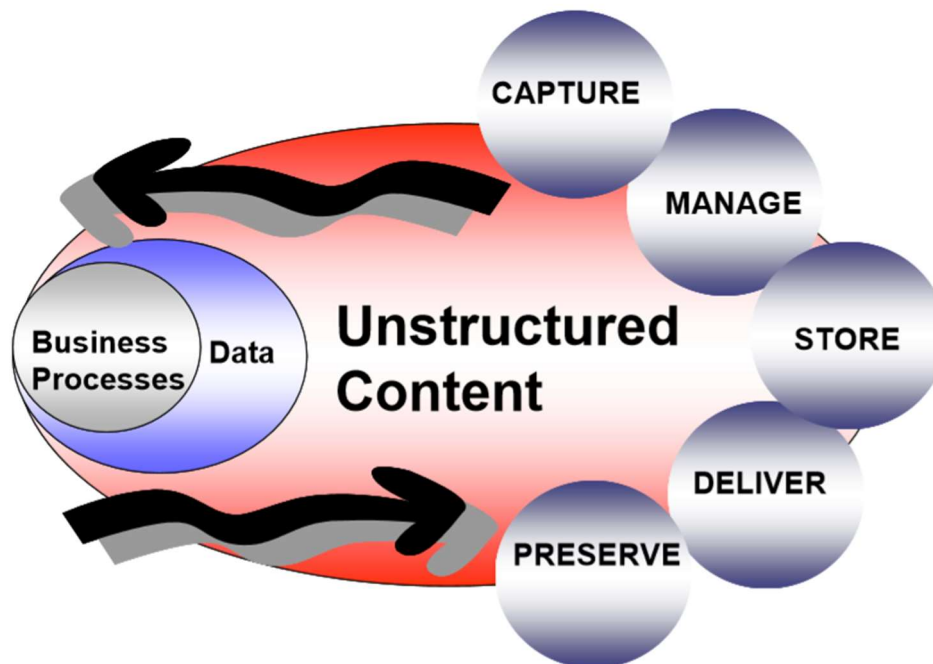 CAPTURE
MANAGE
STORE
DELIVER
PRESERVE
Unstructured
Content
Data
Business
Processes